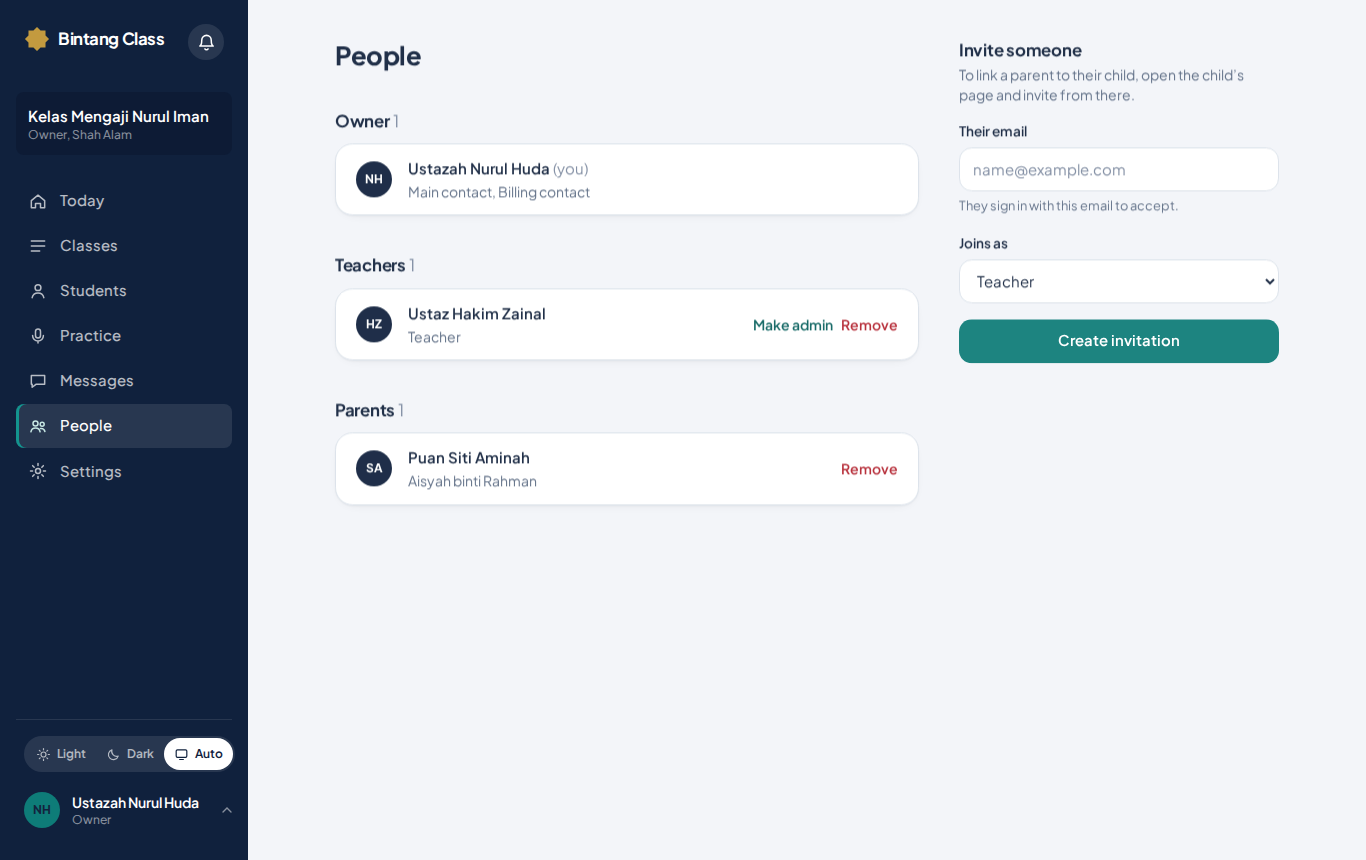 Bintang Class
Kelas Mengaji Nurul Iman
Owner, Shah Alam
Today
Classes
Students
Practice
Messages
People
Settings
Light Dark Auto
NH
Ustazah Nurul Huda
Owner
People
Owner 1
NH
Ustazah Nurul Huda (you)
Main contact, Billing contact
Teachers 1
HZ
Ustaz Hakim Zainal
Teacher
Make admin Remove
Parents 1
SA
Puan Siti Aminah
Aisyah binti Rahman
Remove
Invite someone
To link a parent to their child, open the child's
page and invite from there.
Their email
name@example.com
They sign in with this email to accept.
Joins as
Teacher
Create invitation